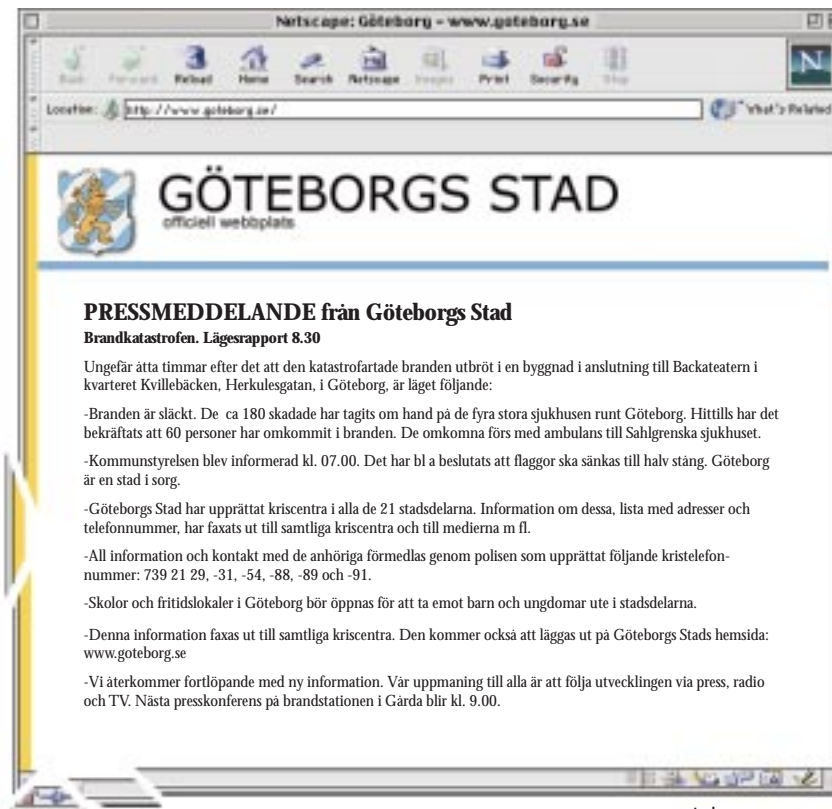 Netscape: Göteborg - www.goteborg.se
Back Forward Reload Home Search Netscape Images Print Security Stop
N
Location: http://www.goteborg.se/ What's Related
GÖTEBORGS STAD
officiell webbplats
PRESSMEDDELANDE från Göteborgs Stad
Brandkatastrofen. Lägesrapport 8.30
Ungefär åtta timmar efter det att den katastrofartade branden utbröt i en byggnad i anslutning till Backateatern i
kvarteret Kvillebäcken, Herkulesgatan, i Göteborg, är läget följande:
-Branden är släckt. De ca 180 skadade har tagits om hand på de fyra stora sjukhusen runt Göteborg. Hittills har det
bekräftats att 60 personer har omkommit i branden. De omkomna förs med ambulans till Sahlgrenska sjukhuset.
-Kommunstyrelsen blev informerad kl. 07.00. Det har bl a beslutats att flaggor ska sänkas till halv stång. Göteborg
är en stad i sorg.
-Göteborgs Stad har upprättat kriscentra i alla de 21 stadsdelarna. Information om dessa, lista med adresser och
telefonnummer, har faxats ut till samtliga kriscentra och till medierna m fl.
-All information och kontakt med de anhöriga förmedlas genom polisen som upprättat följande kristelefon-
nummer: 739 21 29, -31, -54, -88, -89 och -91.
-Skolor och fritidslokaler i Göteborg bör öppnas för att ta emot barn och ungdomar ute i stadsdelarna.
-Denna information faxas ut till samtliga kriscentra. Den kommer också att läggas ut på Göteborgs Stads hemsida:
www.goteborg.se
-Vi återkommer fortlöpande med ny information. Vår uppmaning till alla är att följa utvecklingen via press, radio
och TV. Nästa presskonferens på brandstationen i Gårda blir kl. 9.00.